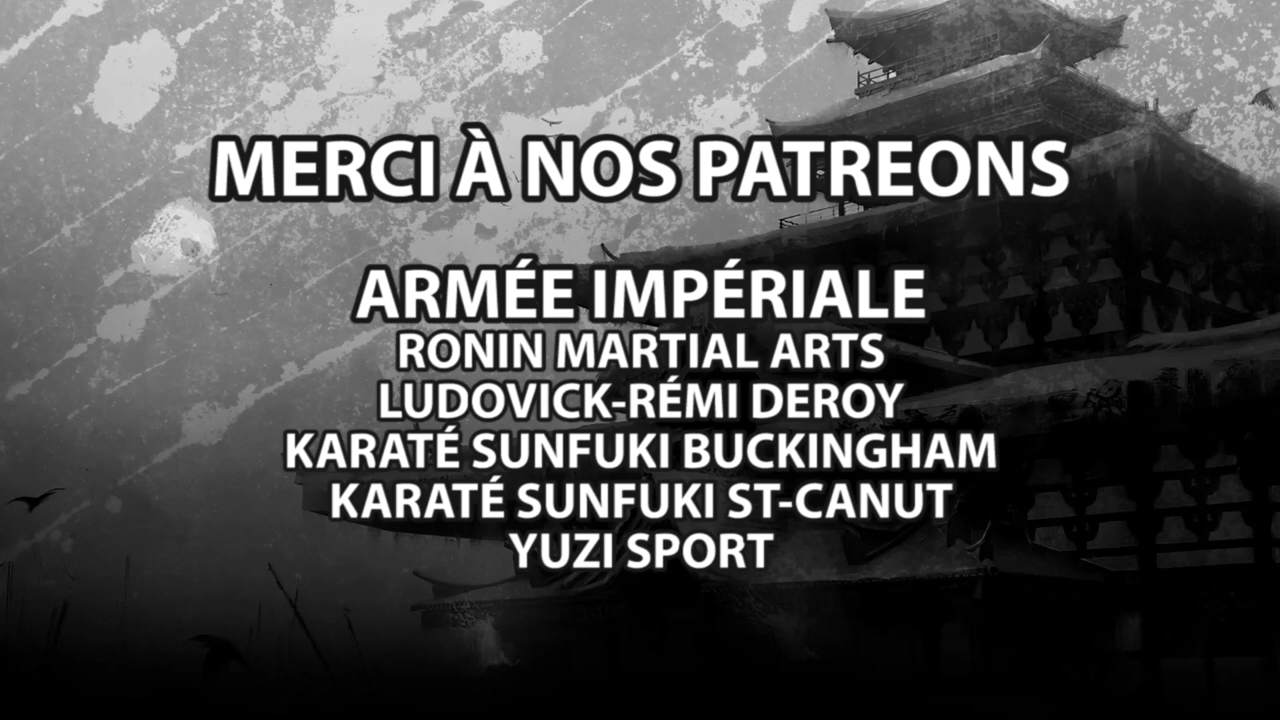 MERCI À NOS PATREONS
ARMÉE IMPÉRIALE
RONIN MARTIAL ARTS
LUDOVICK-RÉMI DEROY
KARATÉ SUNFUKI BUCKINGHAM
KARATÉ SUNFUKI ST-CANUT
YUZI SPORT